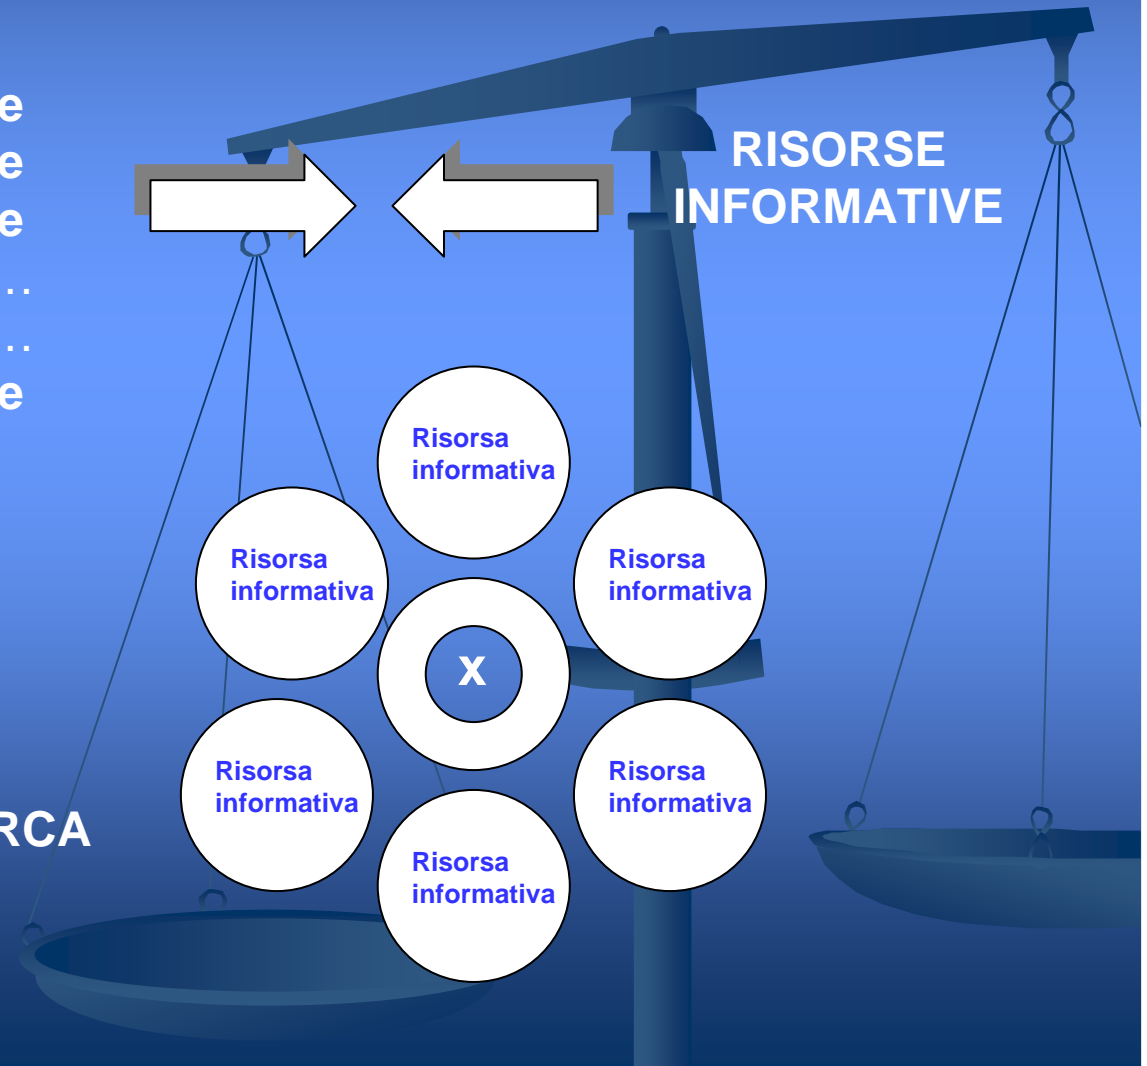 e
e
e
..
..
e
RCA
RISORSE
INFORMATIVE
Risorsa
informativa
Risorsa
informativa
Risorsa
informativa
x
Risorsa
informativa
Risorsa
informativa
Risorsa
informativa